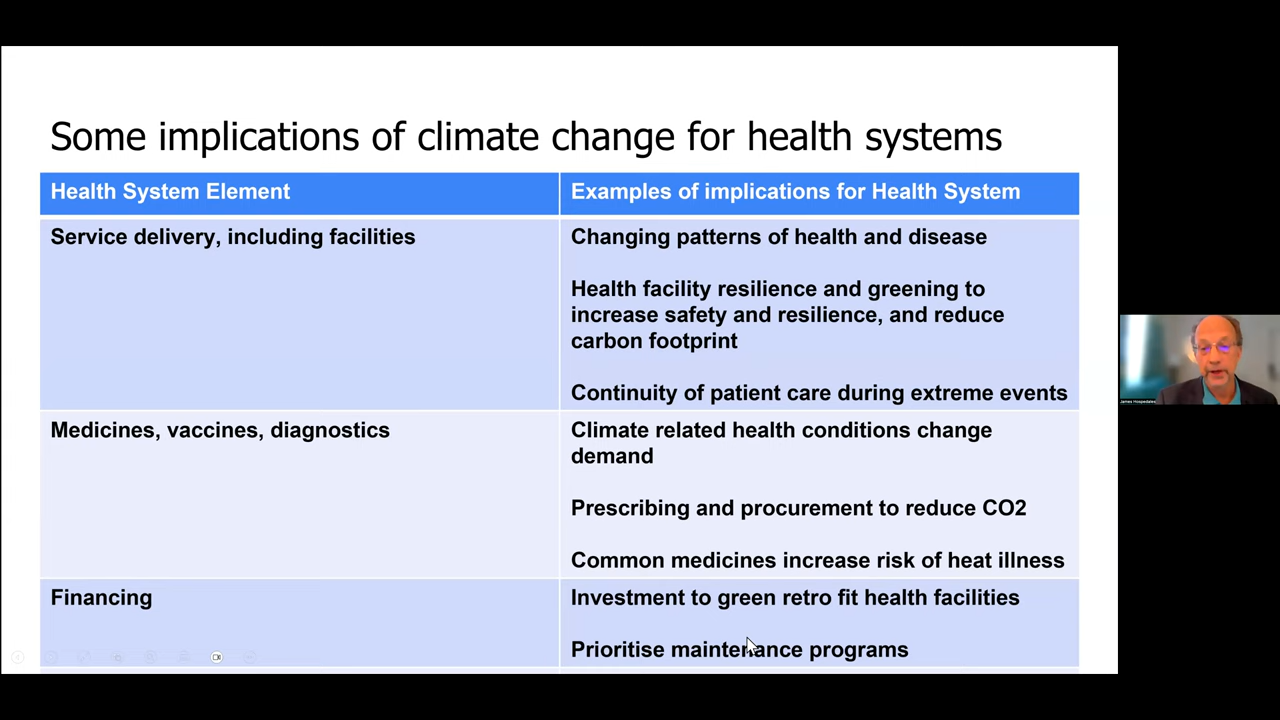 Some implications of climate change for health systems
Health System Element
Examples of implications for Health System
Service delivery, including facilities
Changing patterns of health and disease
Health facility resilience and greening to
increase safety and resilience, and reduce
carbon footprint
Continuity of patient care during extreme events
Medicines, vaccines, diagnostics
Climate related health conditions change
demand
Prescribing and procurement to reduce CO2
Common medicines increase risk of heat illness
Financing
Investment to green retro fit health facilities
Prioritise maintenance programs
James Hospedales